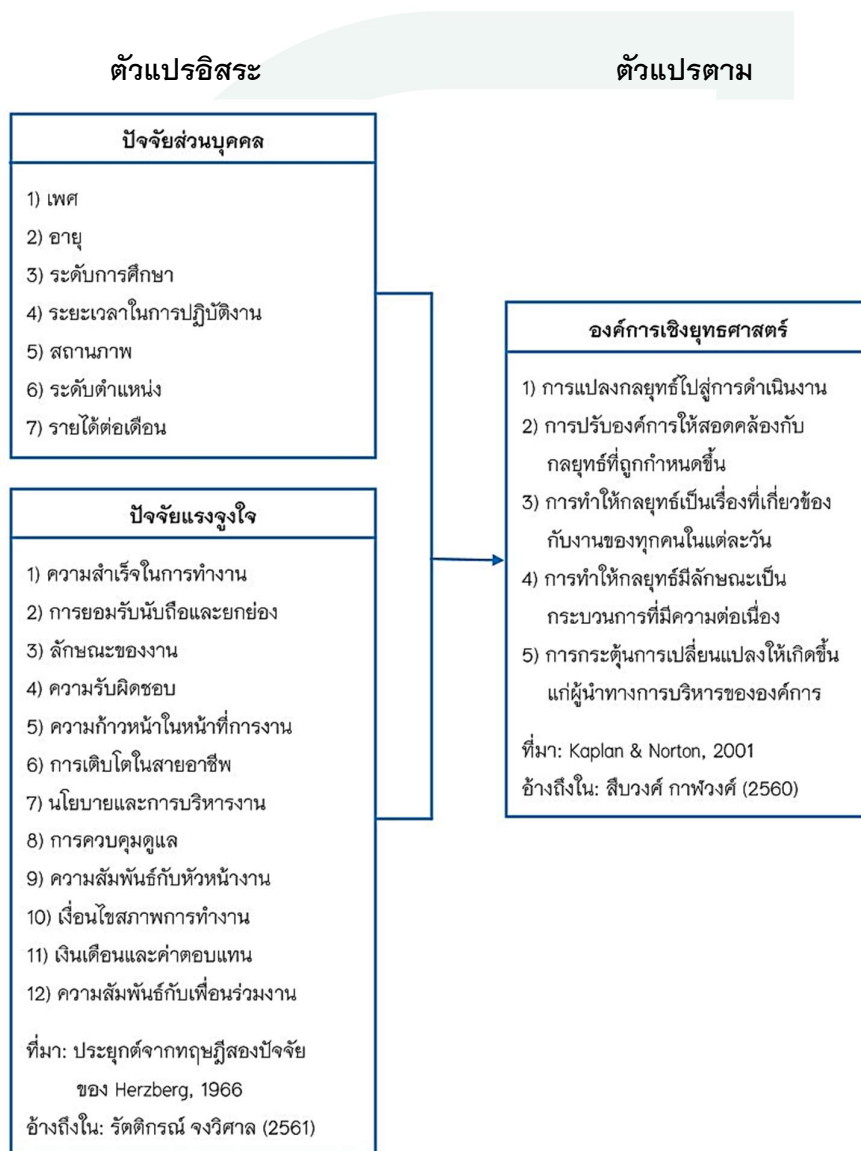 ตัวแปรอิสระ
ตัวแปรตาม
ปัจจัยส่วนบุคคล
1) เพศ
2) อายุ
3) ระดับการศึกษา
4) ระยะเวลาในการปฏิบัติงาน
5) สถานภาพ
6) ระดับตำแหน่ง
7) รายได้ต่อเดือน
ปัจจัยแรงจูงใจ
1) ความสำเร็จในการทำงาน
2) การยอมรับนับถือและยกย่อง
3) ลักษณะของงาน
4) ความรับผิดชอบ
5) ความก้าวหน้าในหน้าที่การงาน
6) การเติบโตในสายอาชีพ
7) นโยบายและการบริหารงาน
8) การควบคุมดูแล
9) ความสัมพันธ์กับหัวหน้างาน
10) เงื่อนไขสภาพการทำงาน
11) เงินเดือนและค่าตอบแทน
12) ความสัมพันธ์กับเพื่อนร่วมงาน
ที่มา: ประยุกต์จากทฤษฎีสองปัจจัย
ของ Herzberg, 1966
อ้างถึงใน: รัตติกรณ์ จงวิศาล (2561)
องค์การเชิงยุทธศาสตร์
1) การแปลงกลยุทธ์ไปสู่การดำเนินงาน
2) การปรับองค์การให้สอดคล้องกับ
กลยุทธ์ที่ถูกกำหนดขึ้น
3) การทำให้กลยุทธ์เป็นเรื่องที่เกี่ยวข้อง
กับงานของทุกคนในแต่ละวัน
4) การทำให้กลยุทธ์มีลักษณะเป็น
กระบวนการที่มีความต่อเนื่อง
5) การกระตุ้นการเปลี่ยนแปลงให้เกิดขึ้น
แก่ผู้นำทางการบริหารขององค์การ
ที่มา: Kaplan & Norton, 2001
อ้างถึงใน: สืบวงศ์ กาฬวงศ์ (2560)